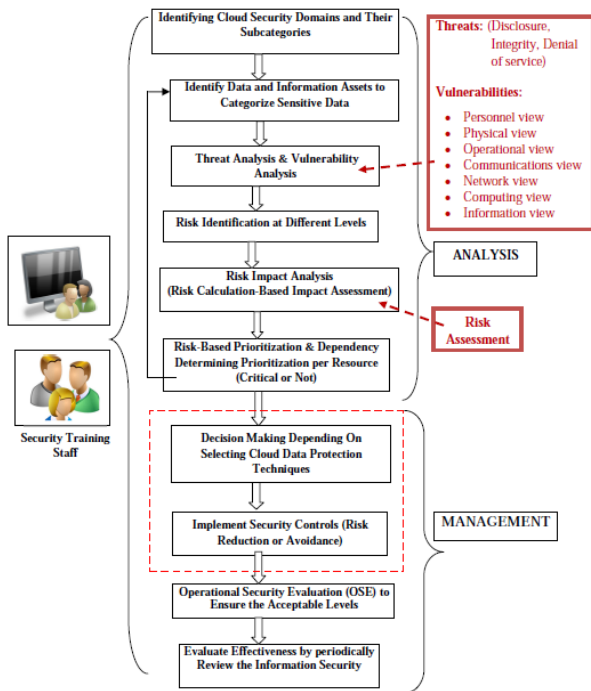 Identifying Cloud Security Domains and Their
Subcategories
Identify Data and Information Assets to
Categorize Sensitive Data
Threat Analysis & Vulnerability
Analysis
Risk Identification at Different Levels
Risk Impact Analysis
(Risk Calculation-Based Impact Assessment)
Risk-Based Prioritization & Dependency
Determining Prioritization per Resource
(Critical or Not)
Decision Making Depending On
Selecting Cloud Data Protection
Techniques
Implement Security Controls (Risk
Reduction or Avoidance)
Operational Security Evaluation (OSE) to
Ensure the Acceptable Levels
Evaluate Effectiveness by periodically
Review the Information Security
Security Training
Staff
Threats: (Disclosure,
Integrity, Denial
of service)
Vulnerabilities:
• Personnel view
• Physical view
• Operational view
• Communications view
• Network view
• Computing view
• Information view
ANALYSIS
Risk
Assessment
MANAGEMENT